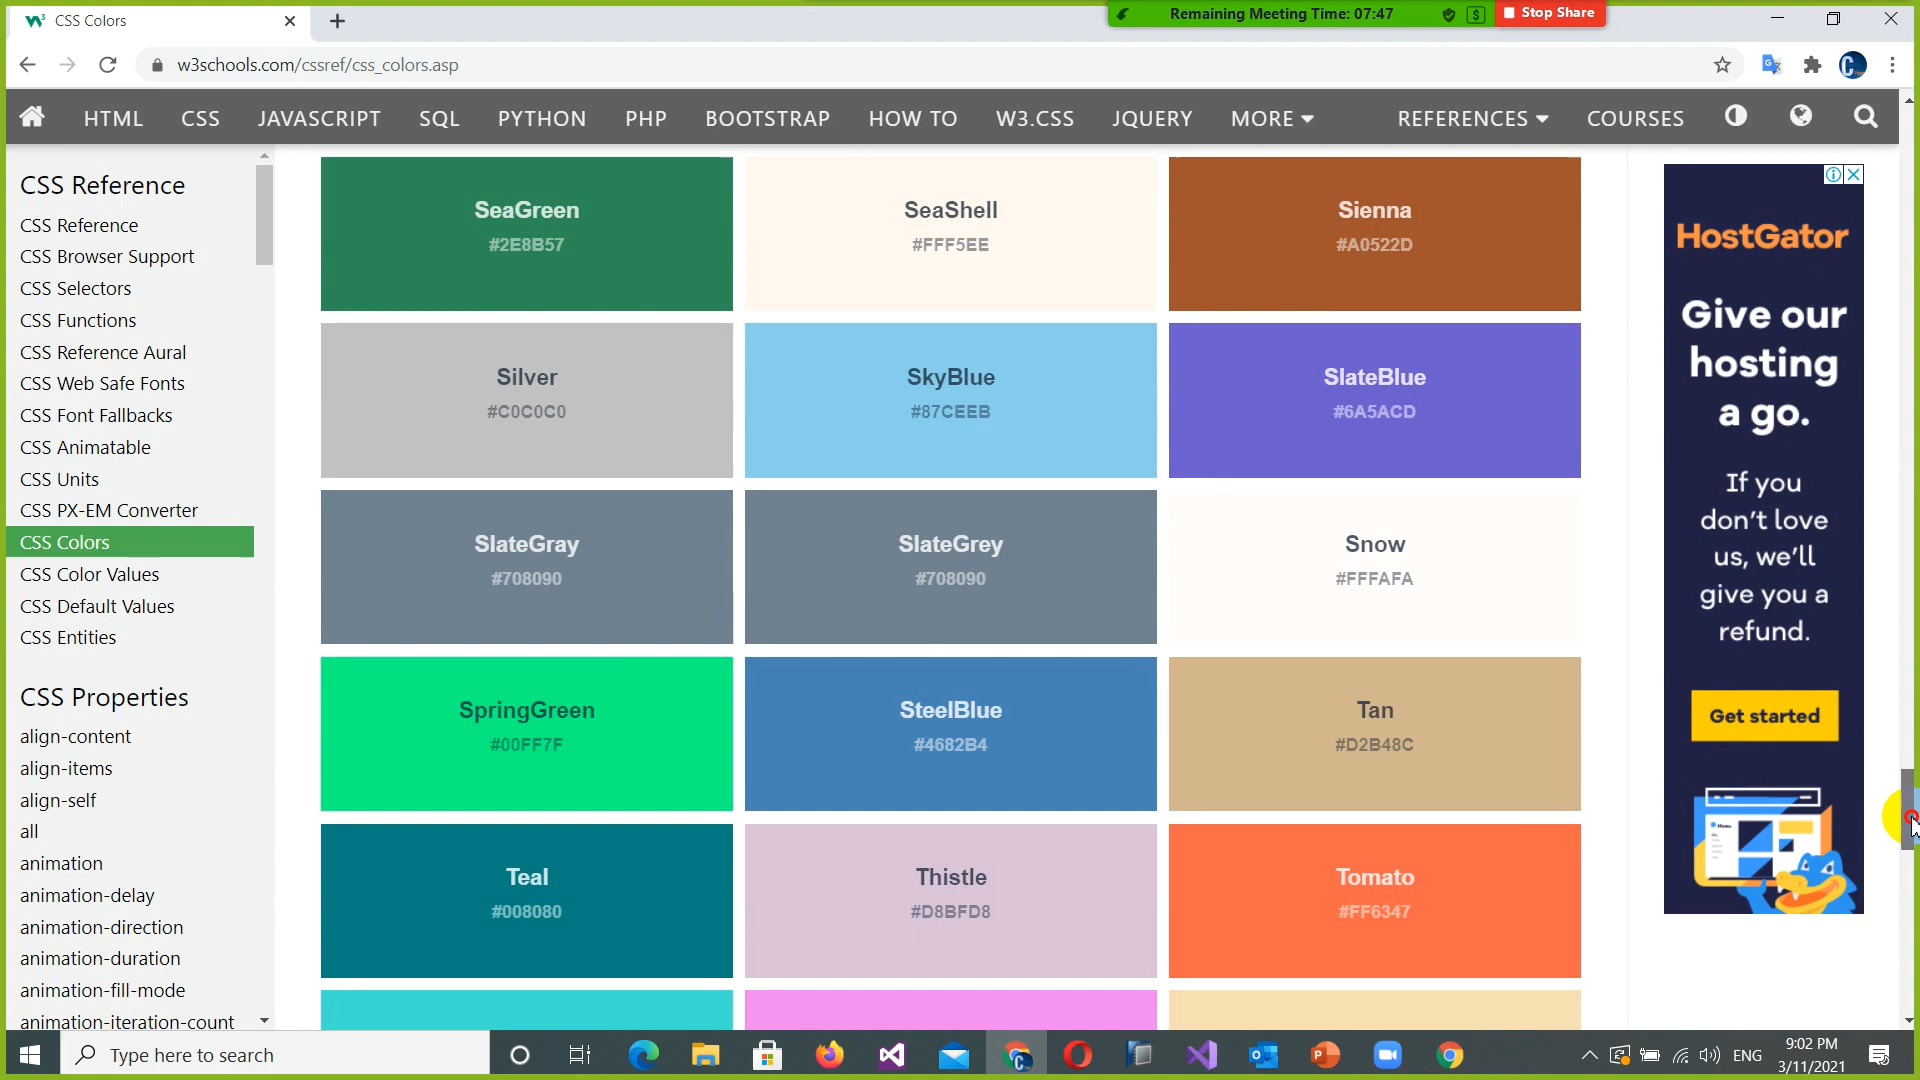 CSS Colors
Remaining Meeting Time: 07:47
Stop Share
w3schools.com/cssref/css_colors.asp
HTML CSS JAVASCRIPT SQL PYTHON PHP BOOTSTRAP HOW TO W3.CSS JQUERY MORE REFERENCES COURSES
CSS Reference
CSS Reference
CSS Browser Support
CSS Selectors
CSS Functions
CSS Reference Aural
CSS Web Safe Fonts
CSS Font Fallbacks
CSS Animatable
CSS Units
CSS PX-EM Converter
CSS Colors
CSS Color Values
CSS Default Values
CSS Entities
CSS Properties
align-content
align-items
align-self
all
animation
animation-delay
animation-direction
animation-duration
animation-fill-mode
animation-iteration-count
SeaGreen
#2E8B57
SeaShell
#FFF5EE
Sienna
#A0522D
Silver
#C0C0C0
SkyBlue
#87CEEB
SlateBlue
#6A5ACD
SlateGray
#708090
SlateGrey
#708090
Snow
#FFFAFA
SpringGreen
#00FF7F
SteelBlue
#4682B4
Tan
#D2B48C
Teal
#008080
Thistle
#D8BFD8
Tomato
#FF6347
HostGator
Give our
hosting
a go.
If you
don't love
us, we'll
give you a
refund.
Get started
Type here to search
ENG
9:02 PM
3/11/2021